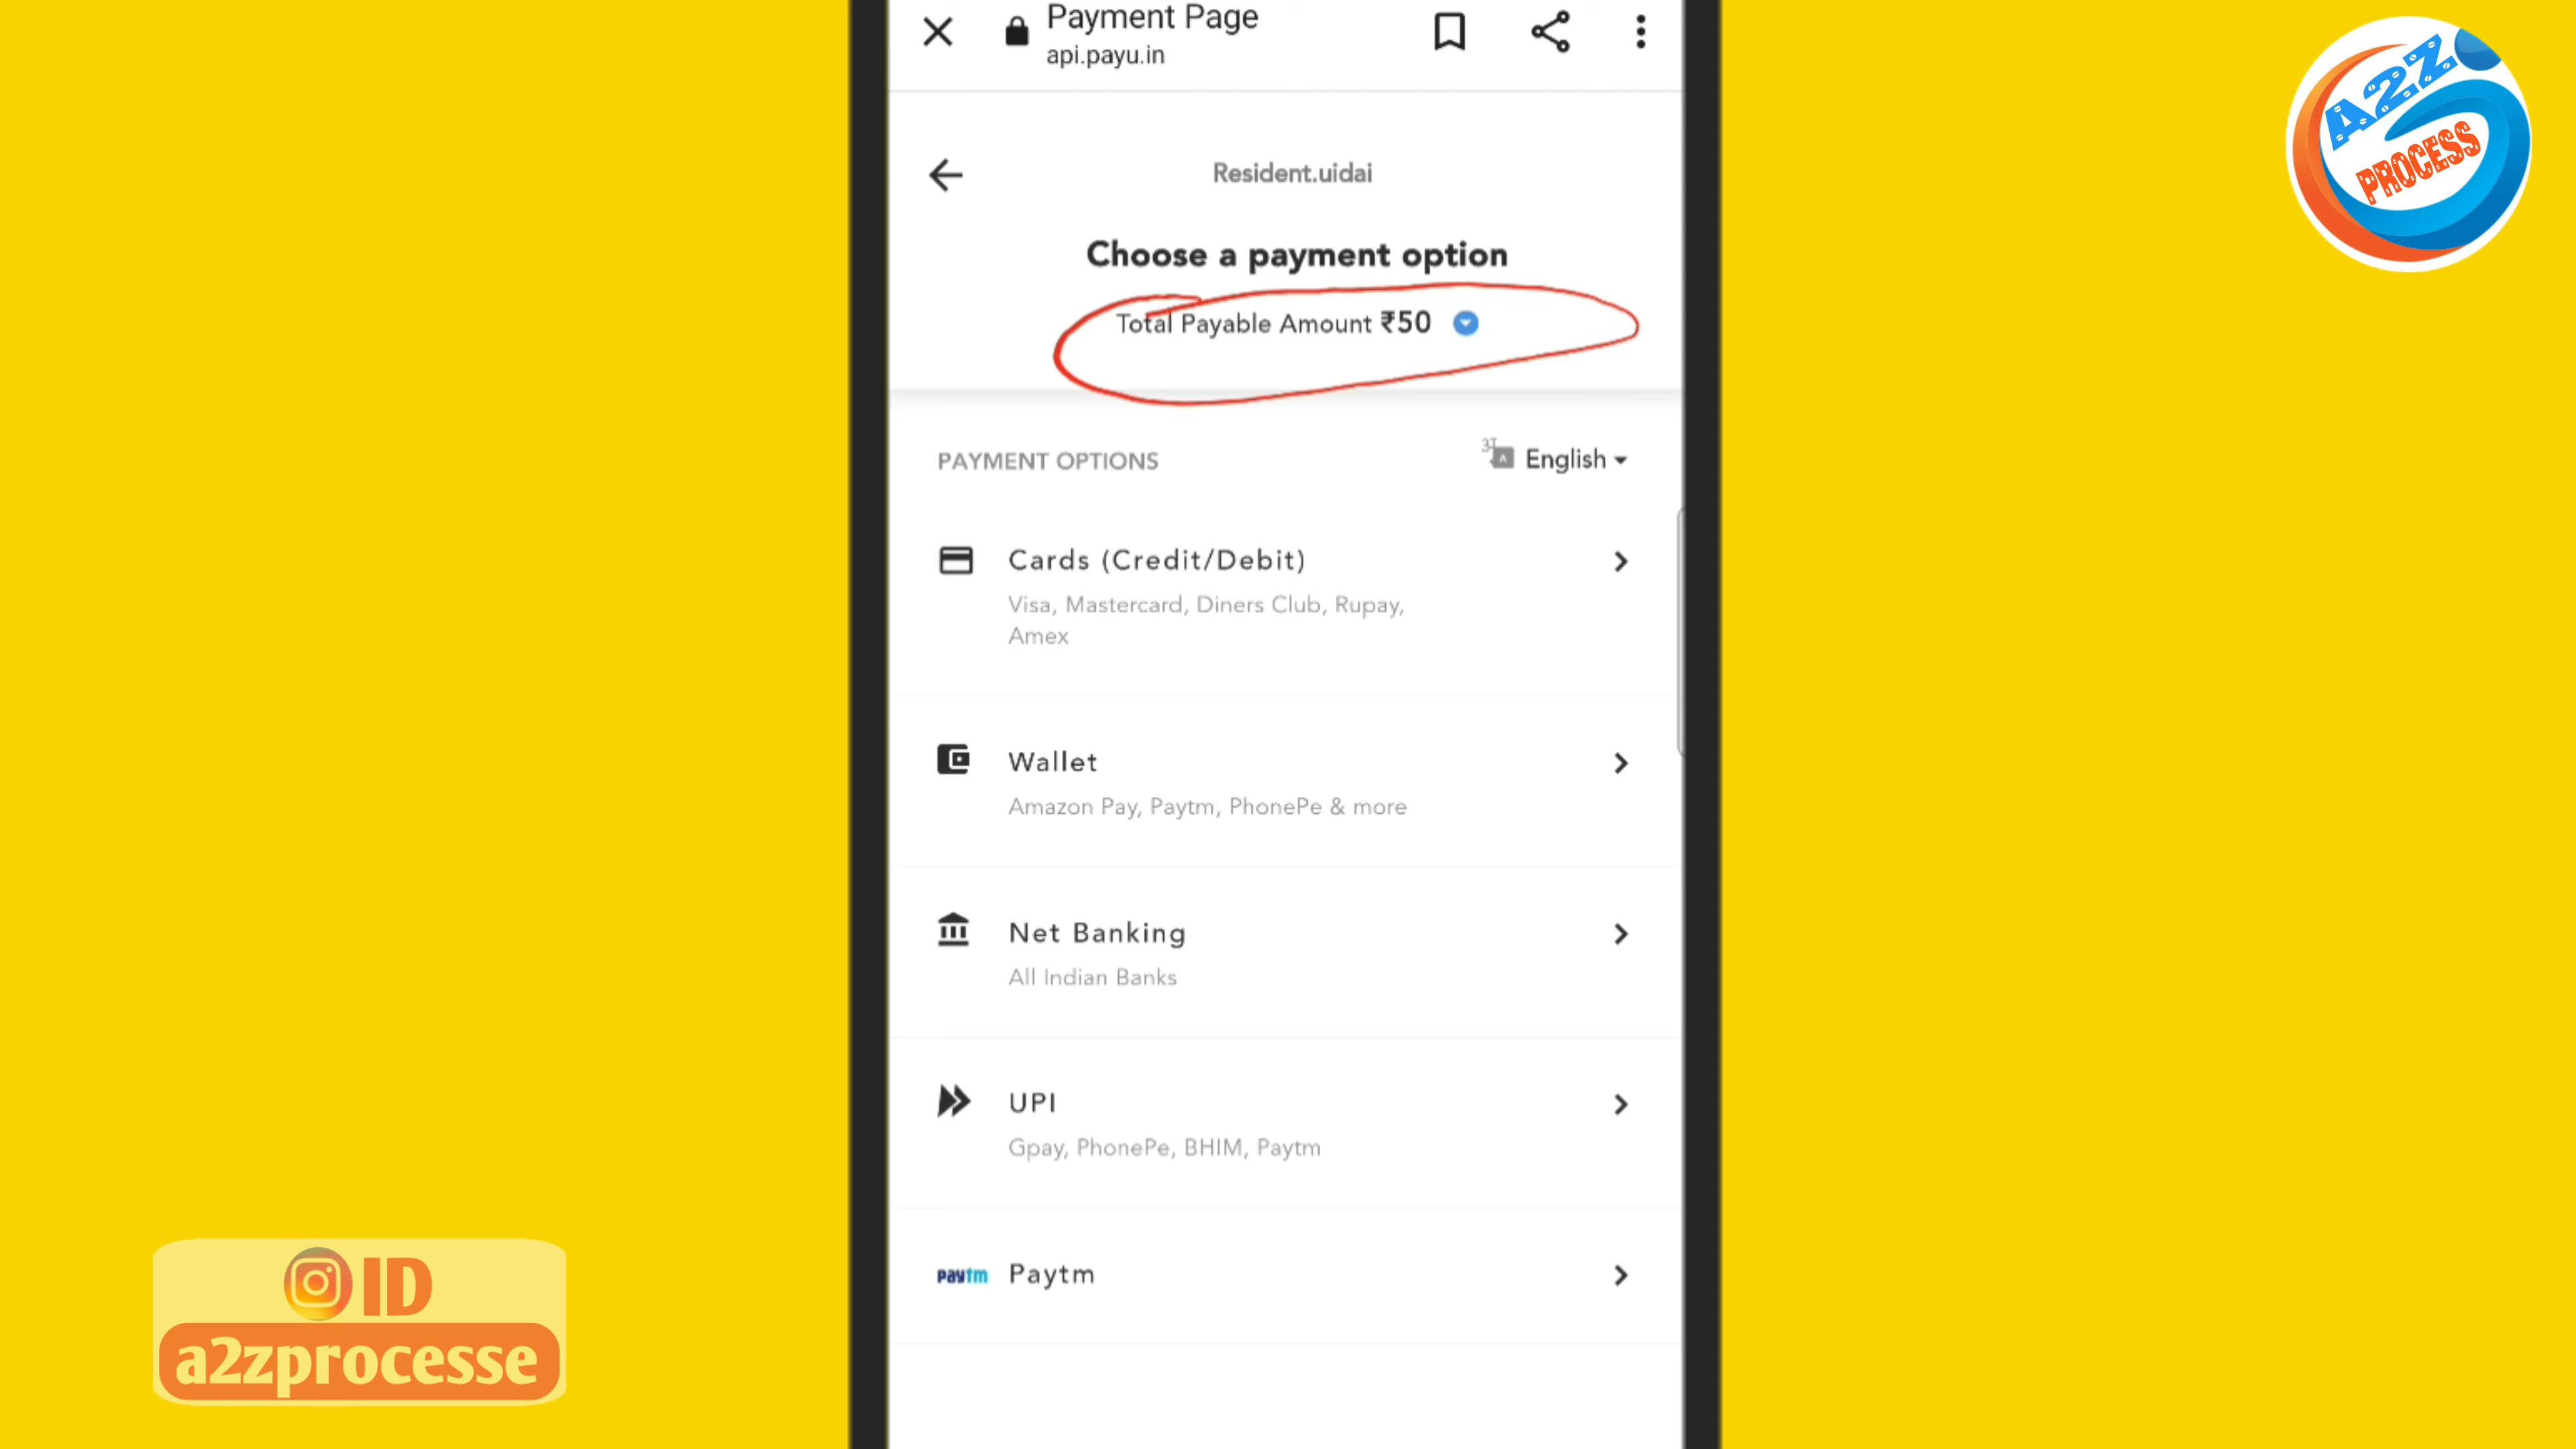 Payment Page
api.payu.in
Resident.uidai
Choose a payment option
Total Payable Amount ₹50
PAYMENT OPTIONS
English
Cards (Credit/Debit)
Visa, Mastercard, Diners Club, Rupay,
Amex
Wallet
Amazon Pay, Paytm, PhonePe & more
Net Banking
All Indian Banks
UPI
Gpay, PhonePe, BHIM, Paytm
paytm Paytm
A2Z
PROCESS
ID
a2zprocesse